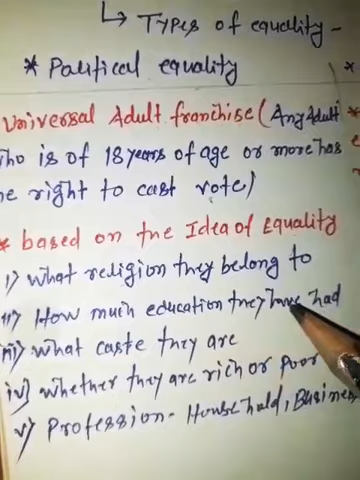 ↳ Types of equality -
* Political equality
Universal Adult franchise (Any Adult
who is of 18 years of age or more has
he right to cast vote)
* based on the Idea of Equality
i) What religion they belong to
ii) How much education they have had
iii) what caste they are
iv) whether they are rich or poor
v) Profession - Household, Business